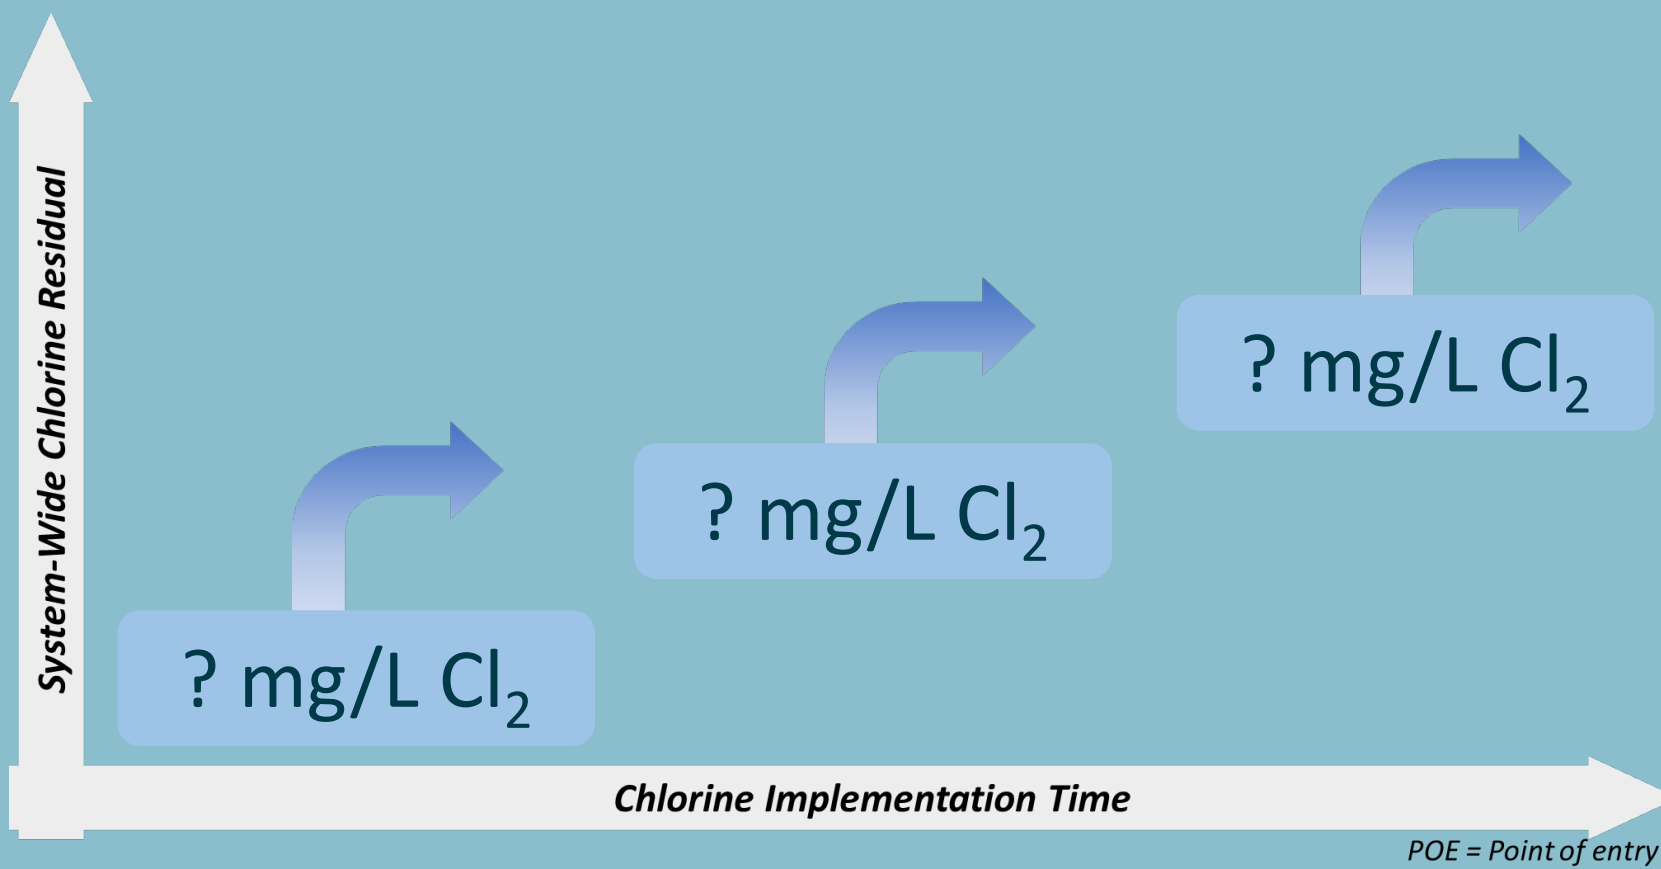 System-Wide Chlorine Residual
? mg/L Cl₂
? mg/L Cl₂
? mg/L Cl₂
Chlorine Implementation Time
POE = Point of entry